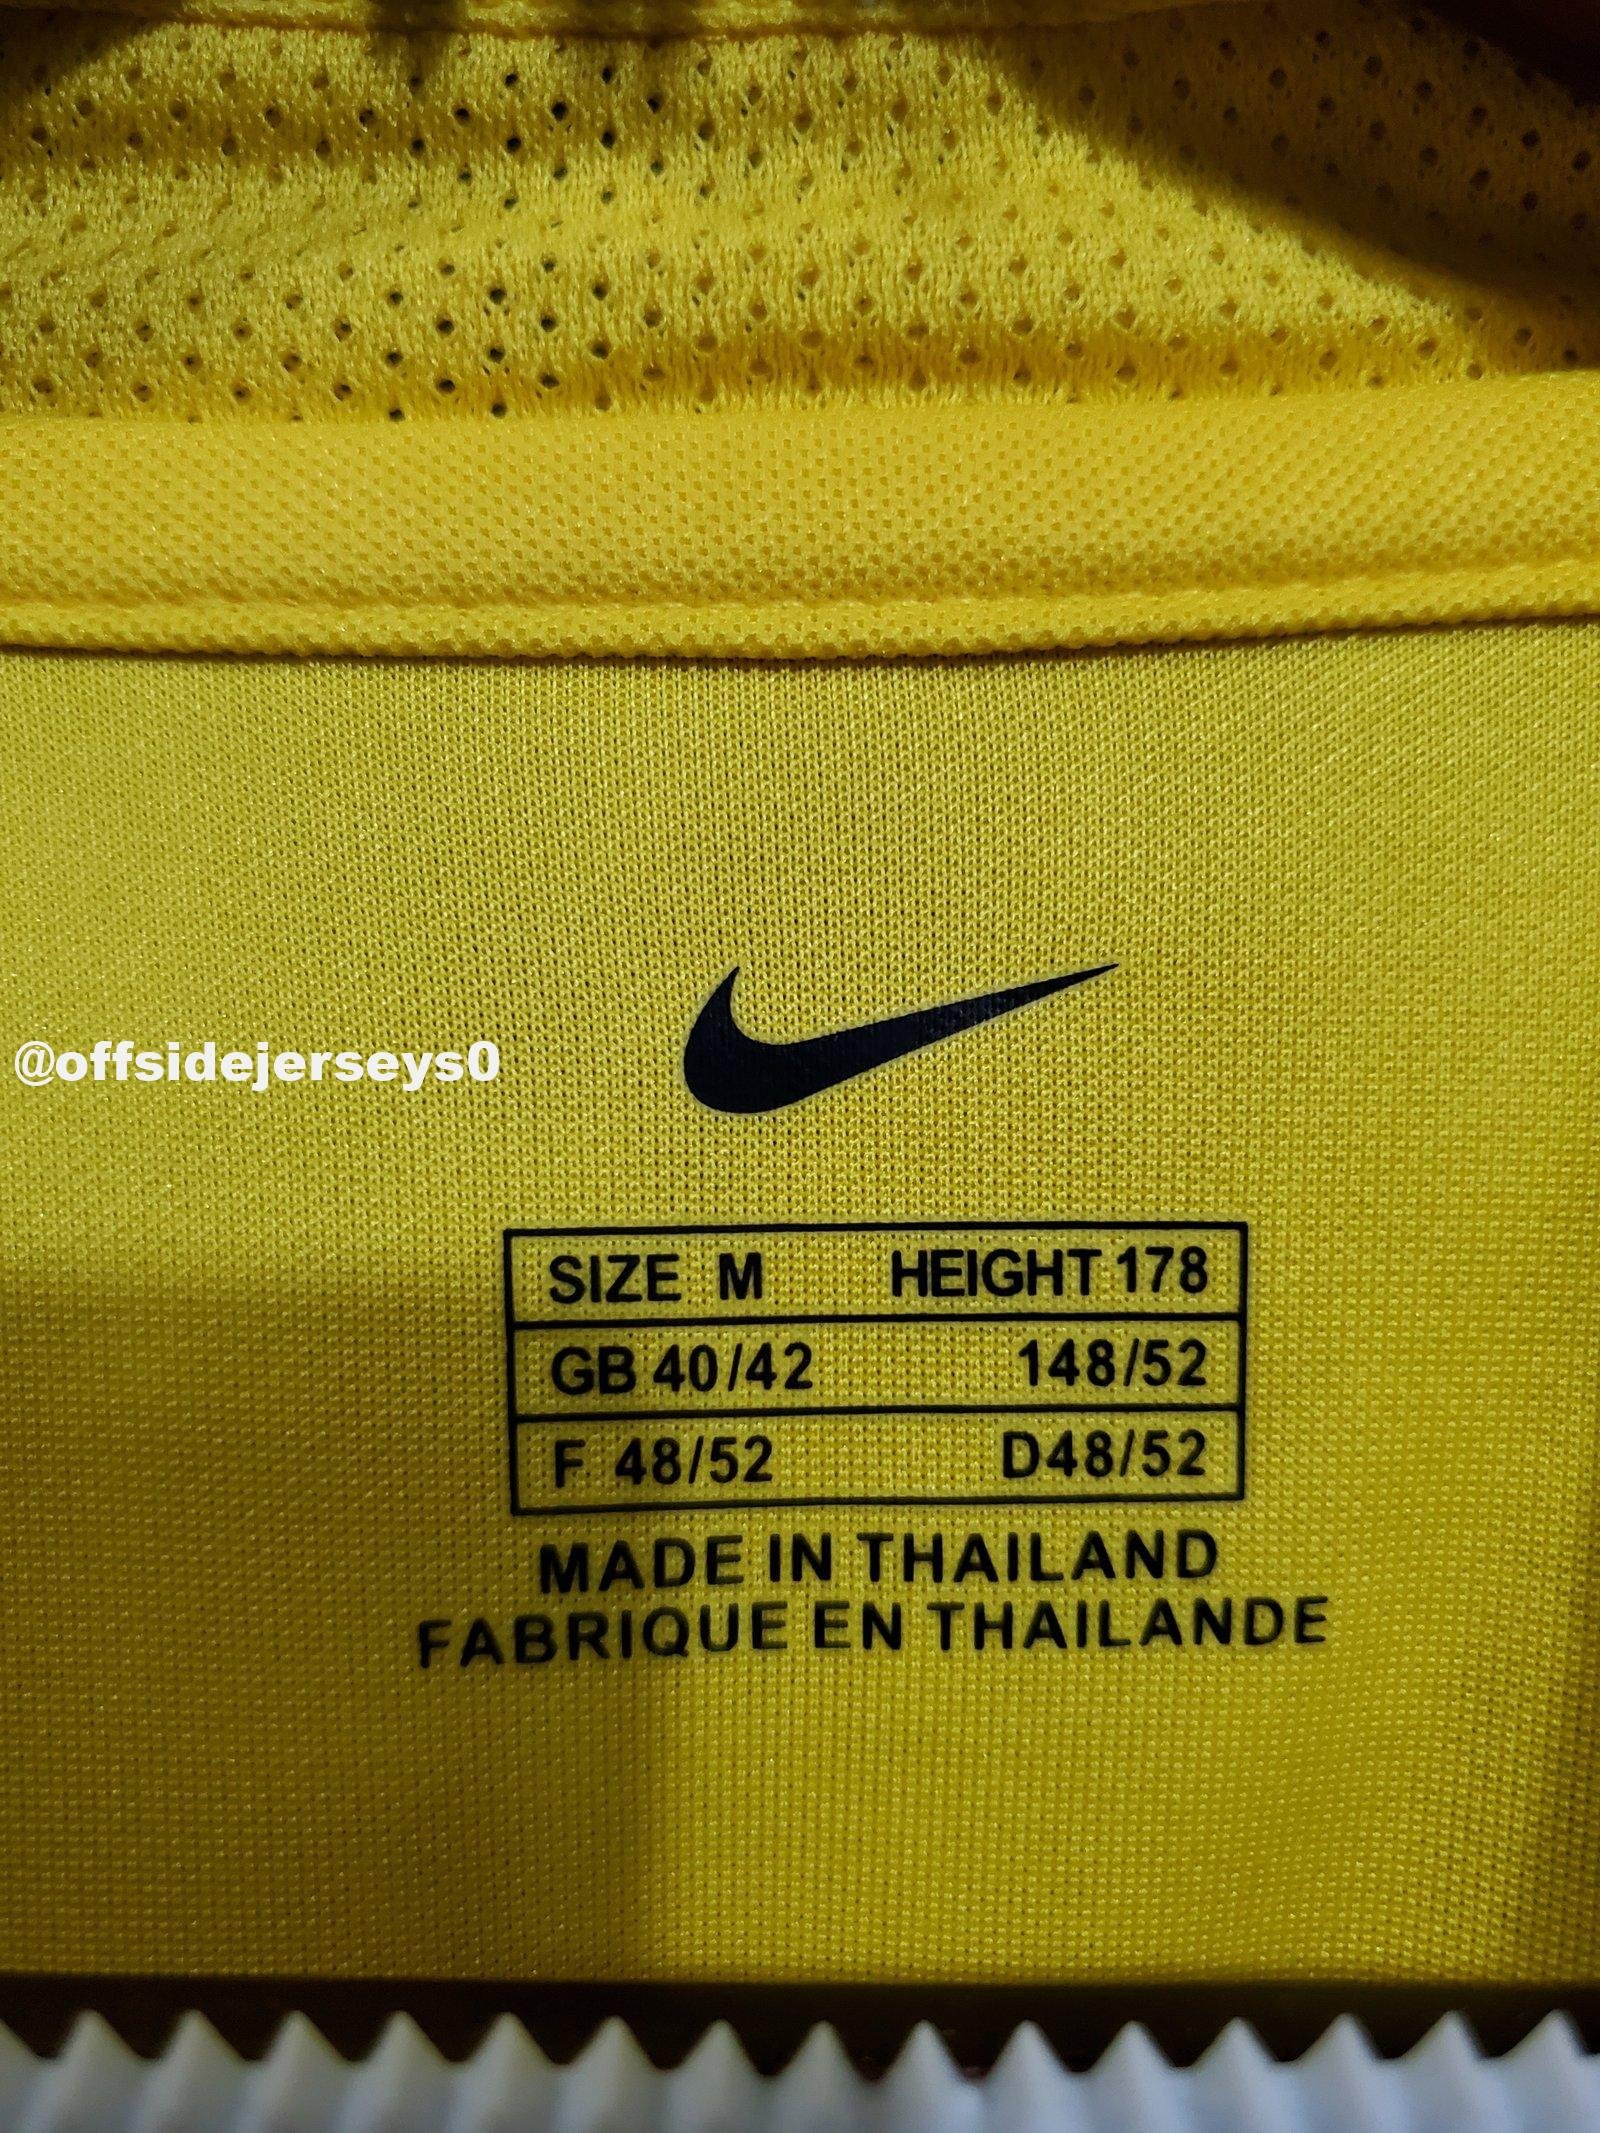 @offsidejerseys0
SIZE M HEIGHT 178
GB 40/42 148/52
F 48/52 D48/52
MADE IN THAILAND
FABRIQUE EN THAILANDE